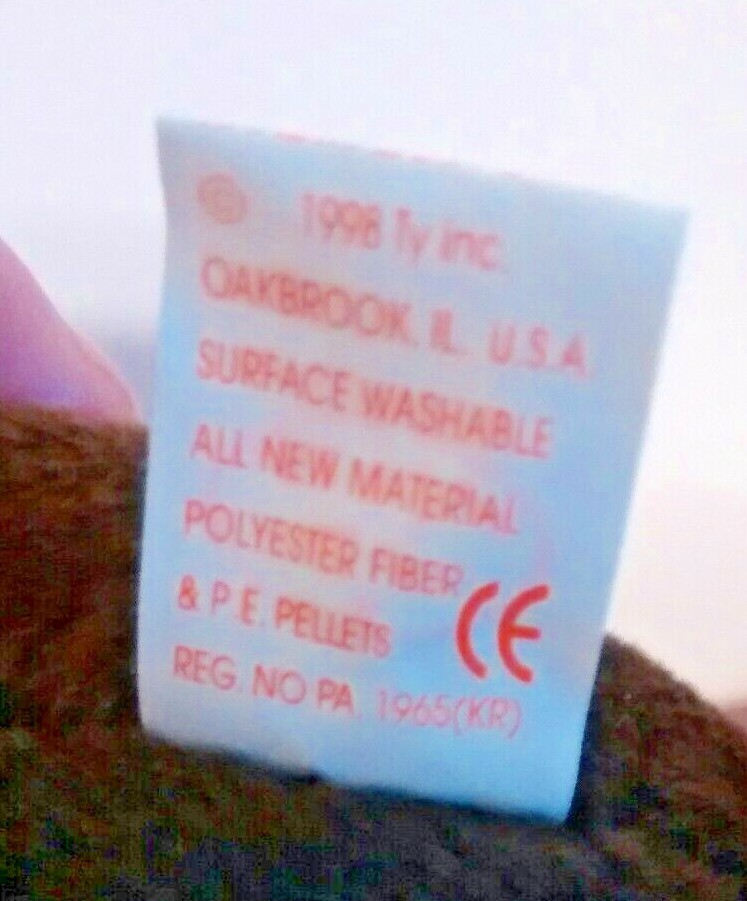 © 1998 Ty Inc.
OAKBROOK, IL. U.S.A.
SURFACE WASHABLE
ALL NEW MATERIAL
POLYESTER FIBER
& P.E. PELLETS CE
REG. NO PA. 1965(KR)